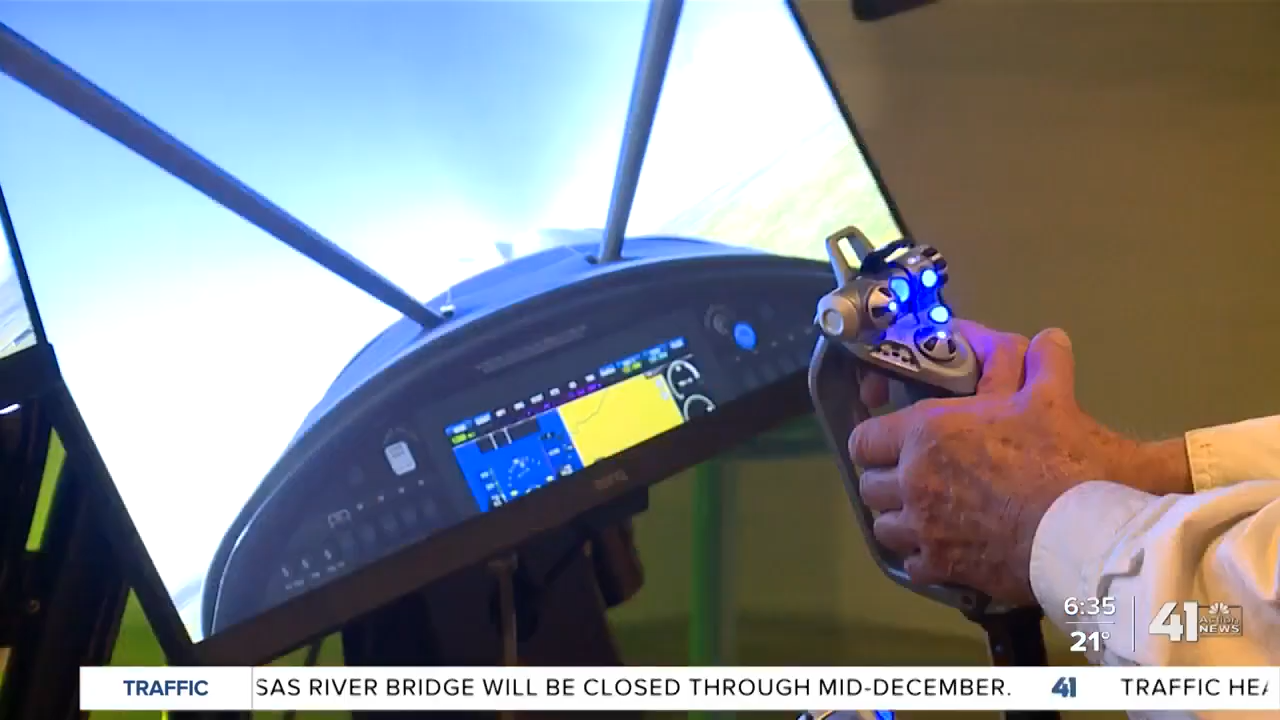 6:35
21°
41 ACTION NEWS
TRAFFIC
SAS RIVER BRIDGE WILL BE CLOSED THROUGH MID-DECEMBER. 41 TRAFFIC HEA